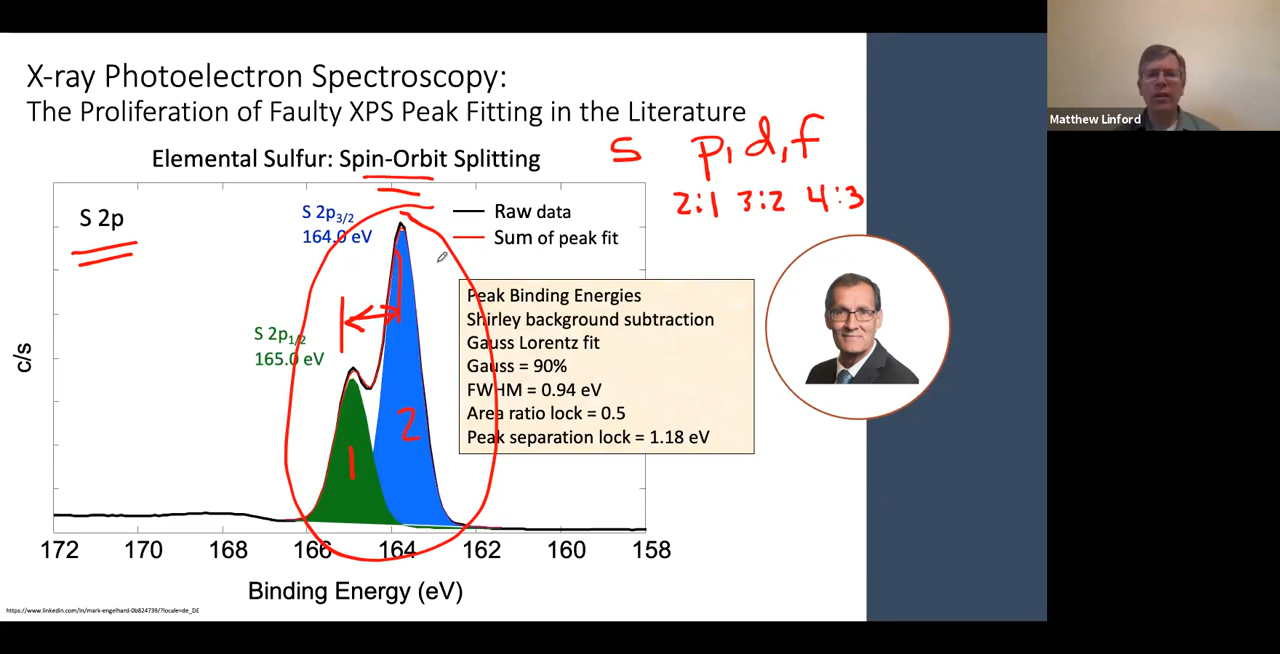 X-ray Photoelectron Spectroscopy:
The Proliferation of Faulty XPS Peak Fitting in the Literature
Matthew Linford
Elemental Sulfur: Spin-Orbit Splitting
s p, d, f
2:1 3:2 4:3
S 2p
S 2p3/2
164.0 eV
Raw data
Sum of peak fit
S 2p1/2
165.0 eV
Peak Binding Energies
Shirley background subtraction
Gauss Lorentz fit
Gauss = 90%
FWHM = 0.94 eV
Area ratio lock = 0.5
Peak separation lock = 1.18 eV
1 2
c/s
172 170 168 166 164 162 160 158
Binding Energy (eV)
https://www.linkedin.com/in/mark-engelhard-0b824739/?locale=de_DE